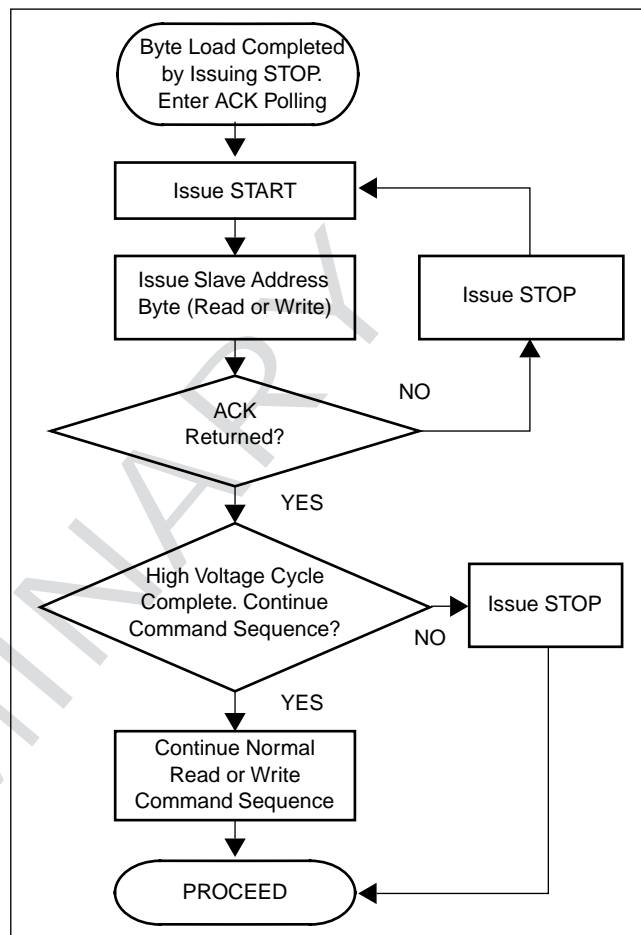 Byte Load Completed
by Issuing STOP.
Enter ACK Polling
Issue START
Issue Slave Address
Byte (Read or Write)
Issue STOP
NO
ACK
Returned?
YES
High Voltage Cycle
Complete. Continue
Command Sequence?
Issue STOP
NO
YES
Continue Normal
Read or Write
Command Sequence
PROCEED
MINARY